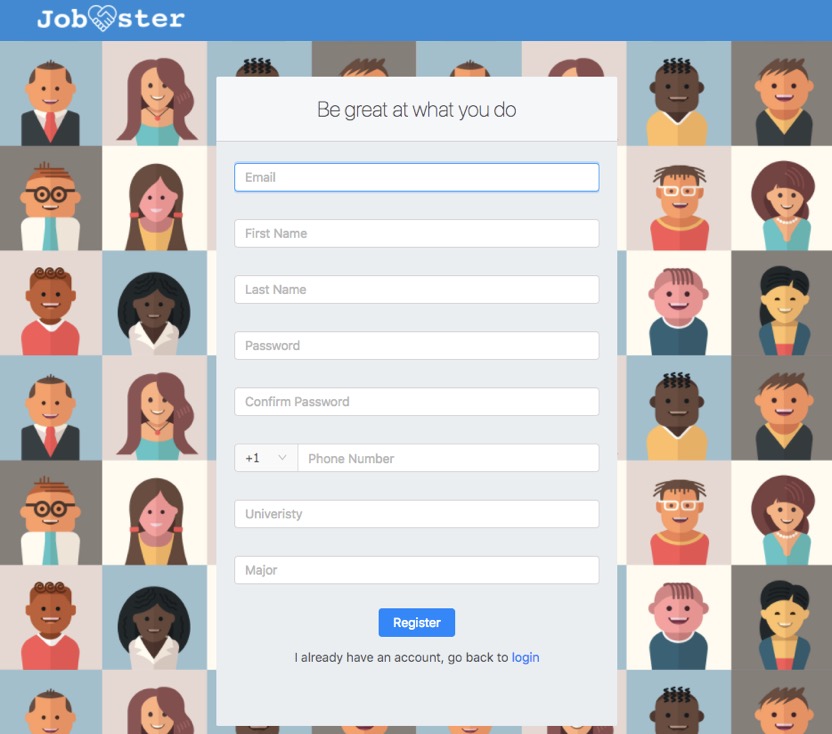 Jobster
Be great at what you do
Email
First Name
Last Name
Password
Confirm Password
+1 Phone Number
Univeristy
Major
Register
I already have an account, go back to login